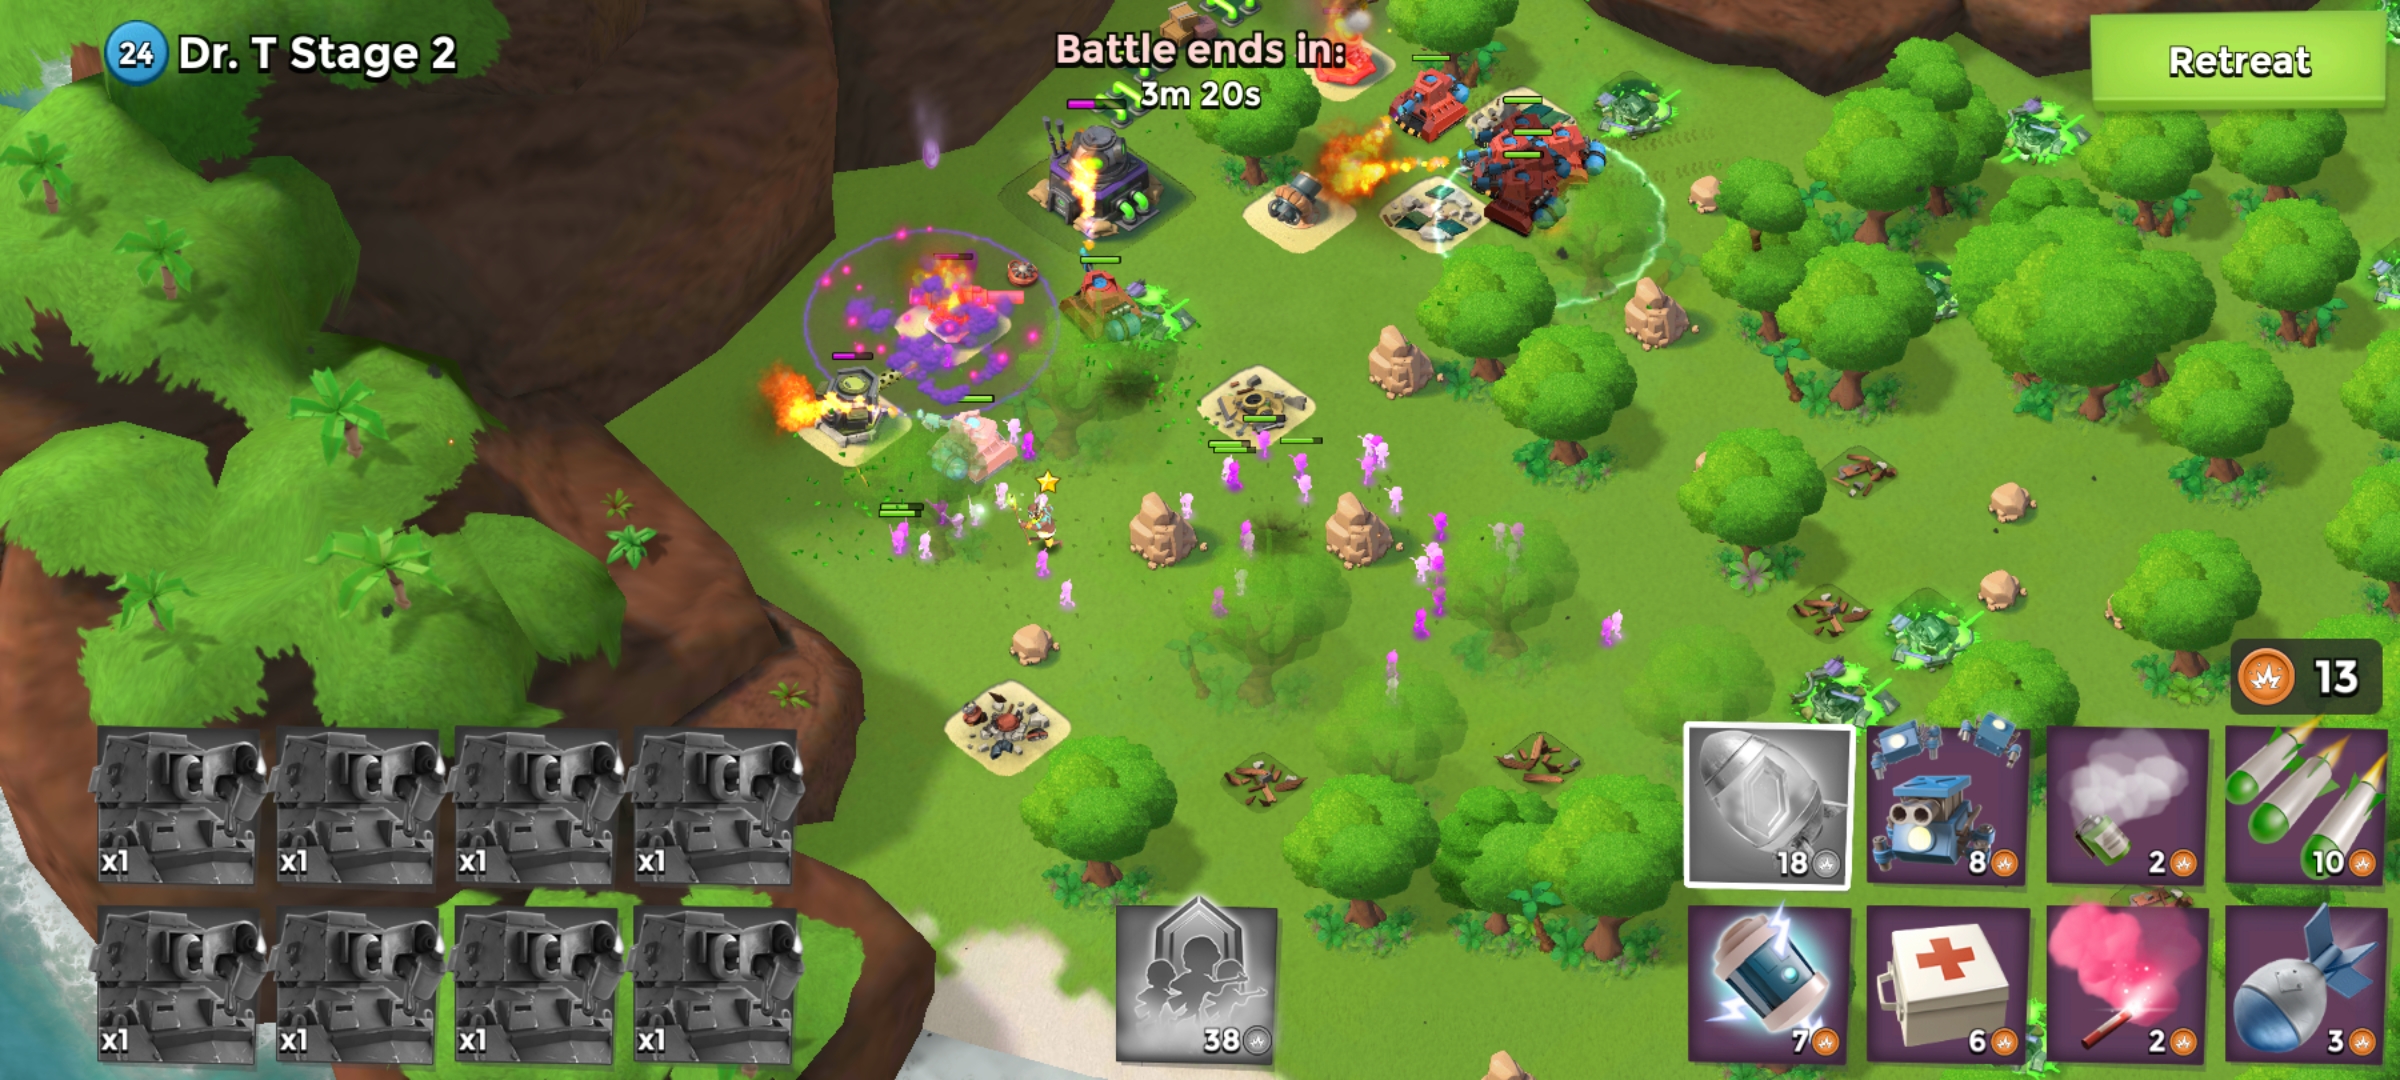 24 Dr. T Stage 2
Battle ends in:
3m 20s
Retreat
13
x1 x1 x1 x1
18 8 2 10
x1 x1 x1 x1
38
7 6 2 3